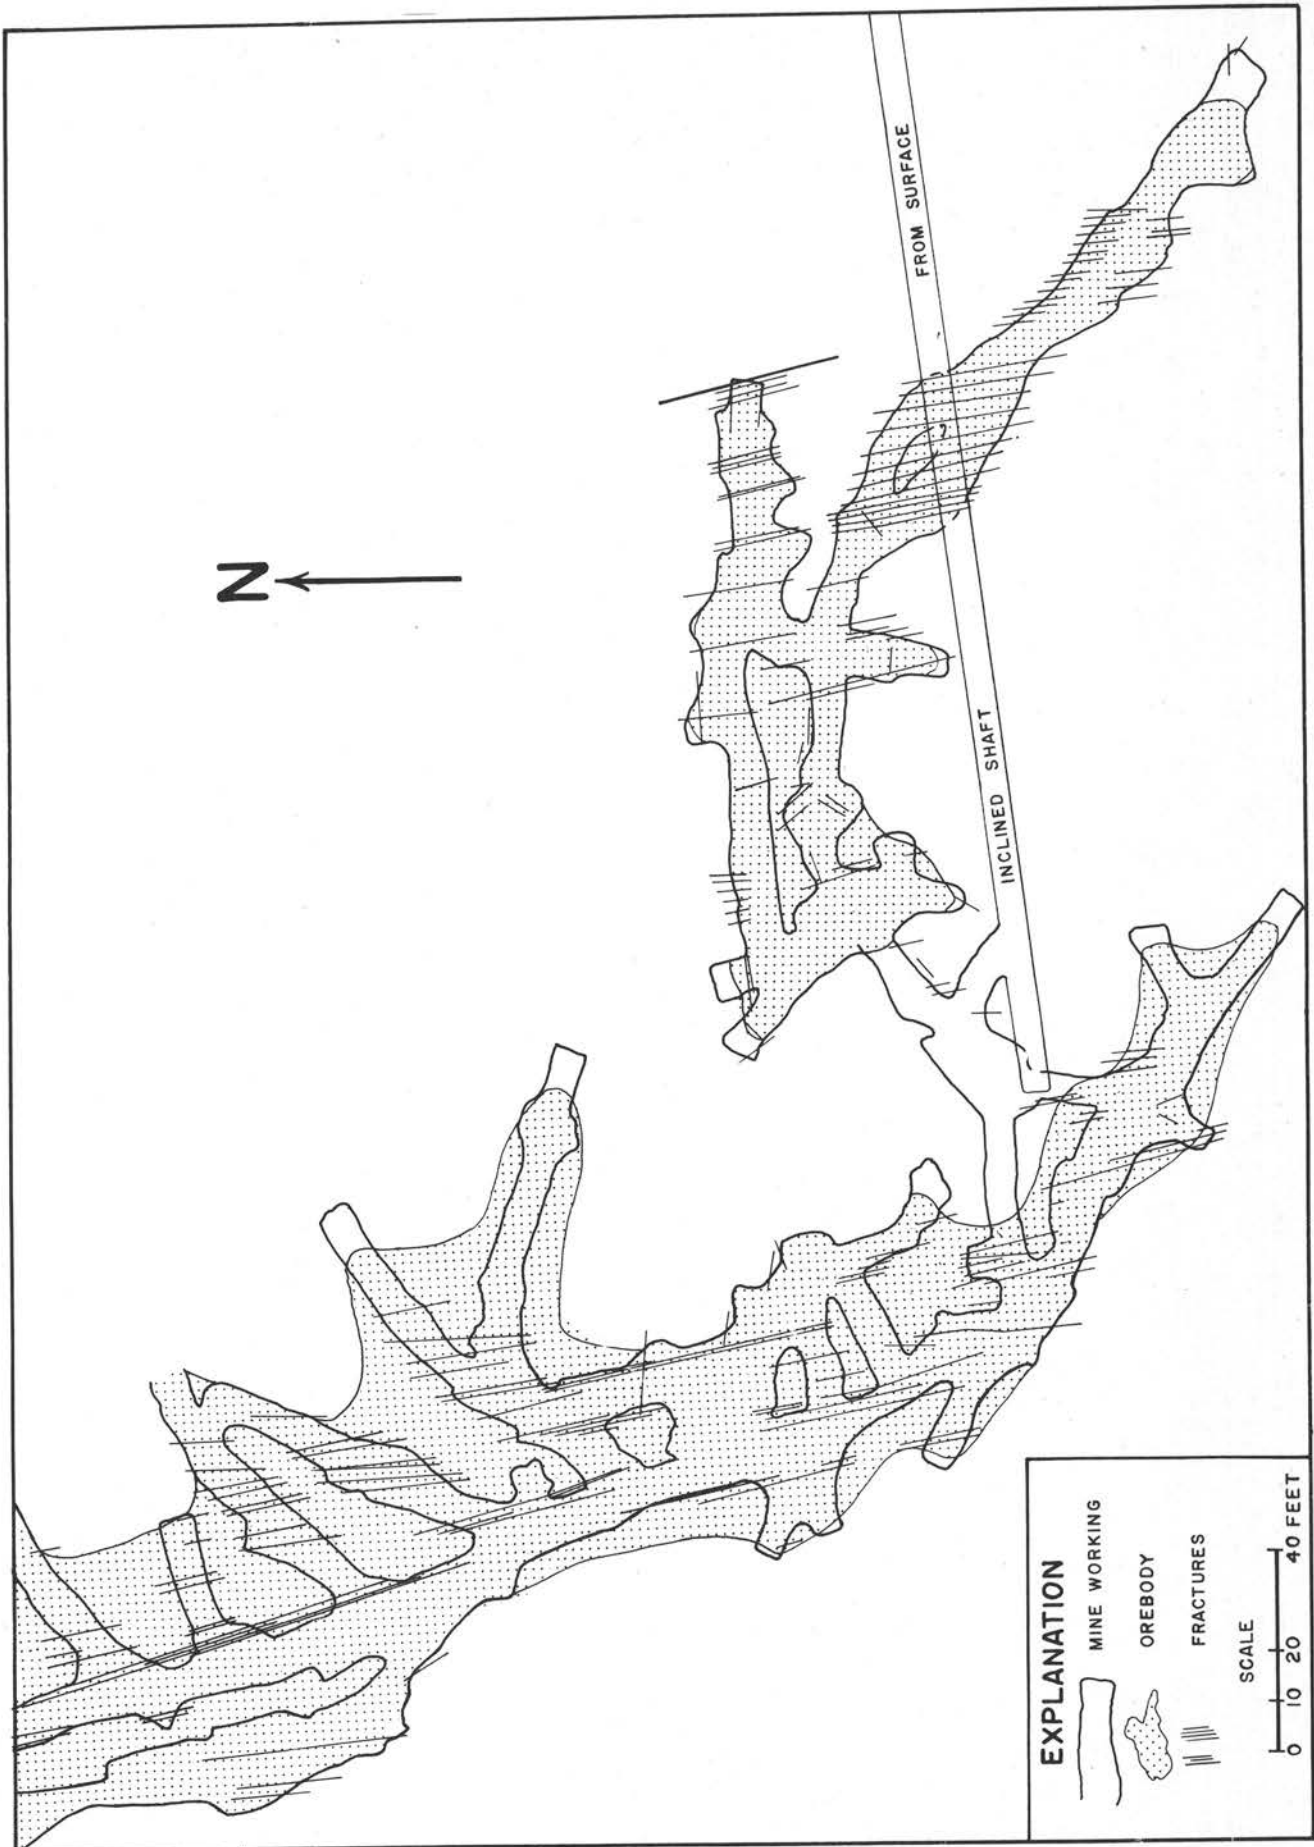 N
FROM SURFACE
INCLINED SHAFT
?
EXPLANATION
MINE WORKING
OREBODY
FRACTURES
SCALE
0 10 20 40 FEET